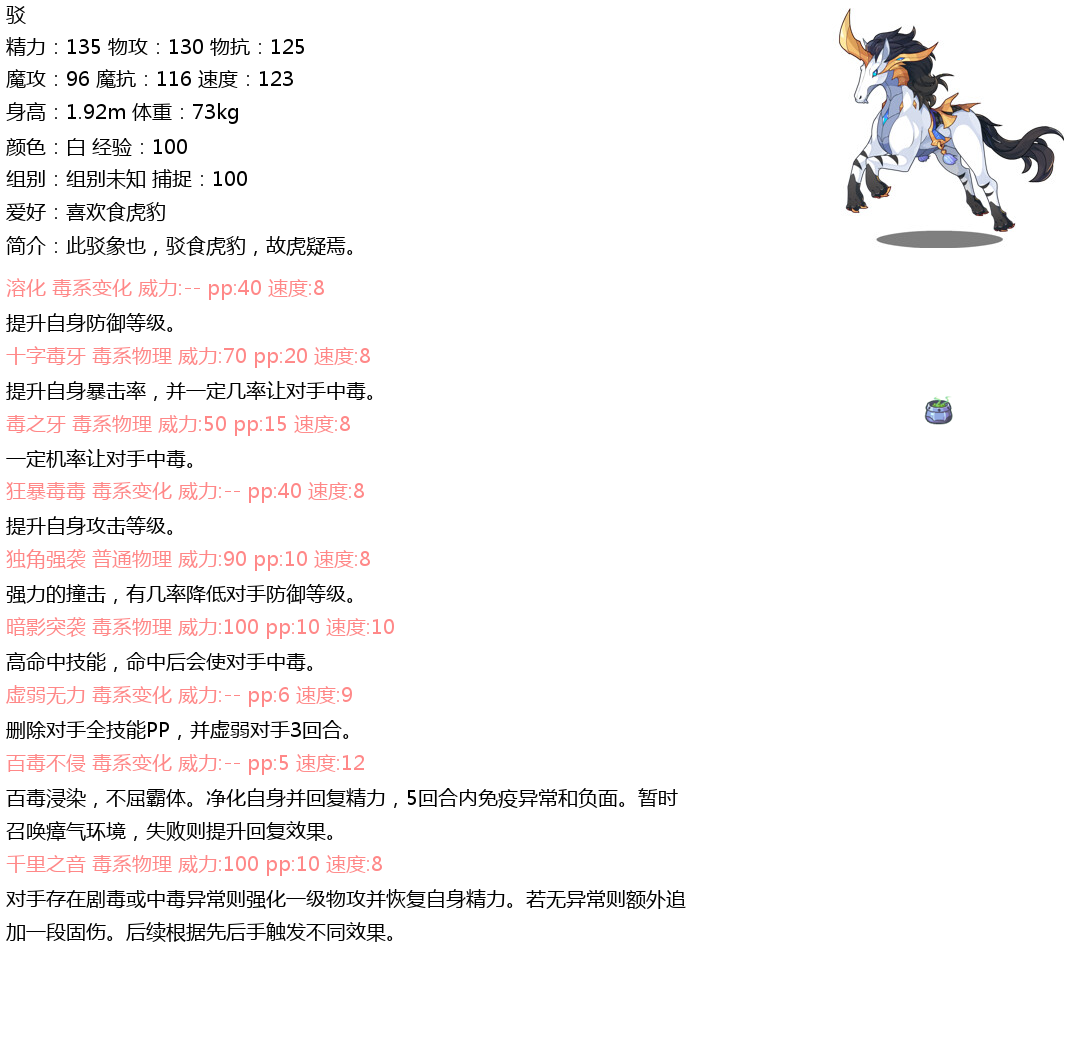 驳
精力：135 物攻：130 物抗：125
魔攻：96 魔抗：116 速度：123
身高：1.92m 体重：73kg
颜色：白 经验：100
组别：组别未知 捕捉：100
爱好：喜欢食虎豹
简介：此驳象也，驳食虎豹，故虎疑焉。
溶化 毒系变化 威力:-- pp:40 速度:8
提升自身防御等级。
十字毒牙 毒系物理 威力:70 pp:20 速度:8
提升自身暴击率，并一定几率让对手中毒。
毒之牙 毒系物理 威力:50 pp:15 速度:8
一定机率让对手中毒。
狂暴毒毒 毒系变化 威力:-- pp:40 速度:8
提升自身攻击等级。
独角强袭 普通物理 威力:90 pp:10 速度:8
强力的撞击，有几率降低对手防御等级。
暗影突袭 毒系物理 威力:100 pp:10 速度:10
高命中技能，命中后会使对手中毒。
虚弱无力 毒系变化 威力:-- pp:6 速度:9
删除对手全技能PP，并虚弱对手3回合。
百毒不侵 毒系变化 威力:-- pp:5 速度:12
百毒浸染，不屈霸体。净化自身并回复精力，5回合内免疫异常和负面。暂时
召唤瘴气环境，失败则提升回复效果。
千里之音 毒系物理 威力:100 pp:10 速度:8
对手存在剧毒或中毒异常则强化一级物攻并恢复自身精力。若无异常则额外追
加一段固伤。后续根据先后手触发不同效果。